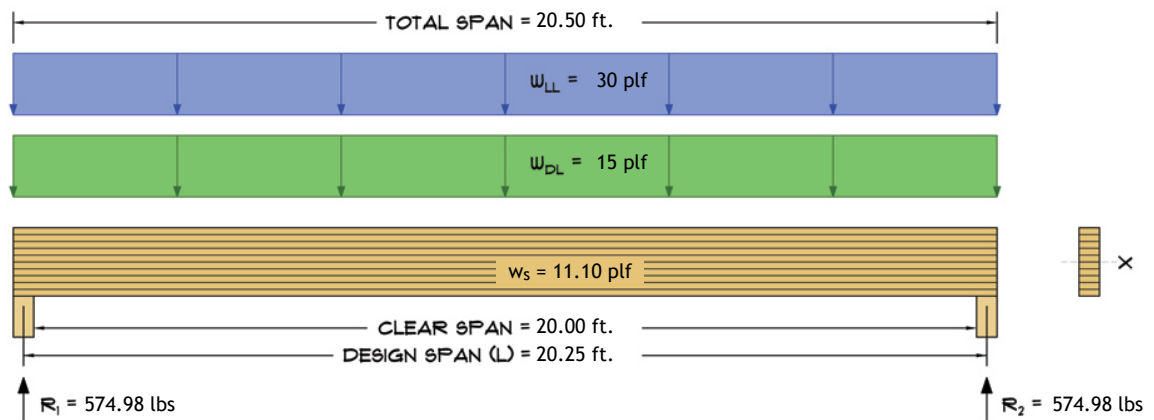 TOTAL SPAN = 20.50 ft.
wLL = 30 plf
wDL = 15 plf
ws = 11.10 plf
X
CLEAR SPAN = 20.00 ft.
DESIGN SPAN (L) = 20.25 ft.
R1 = 574.98 lbs
R2 = 574.98 lbs